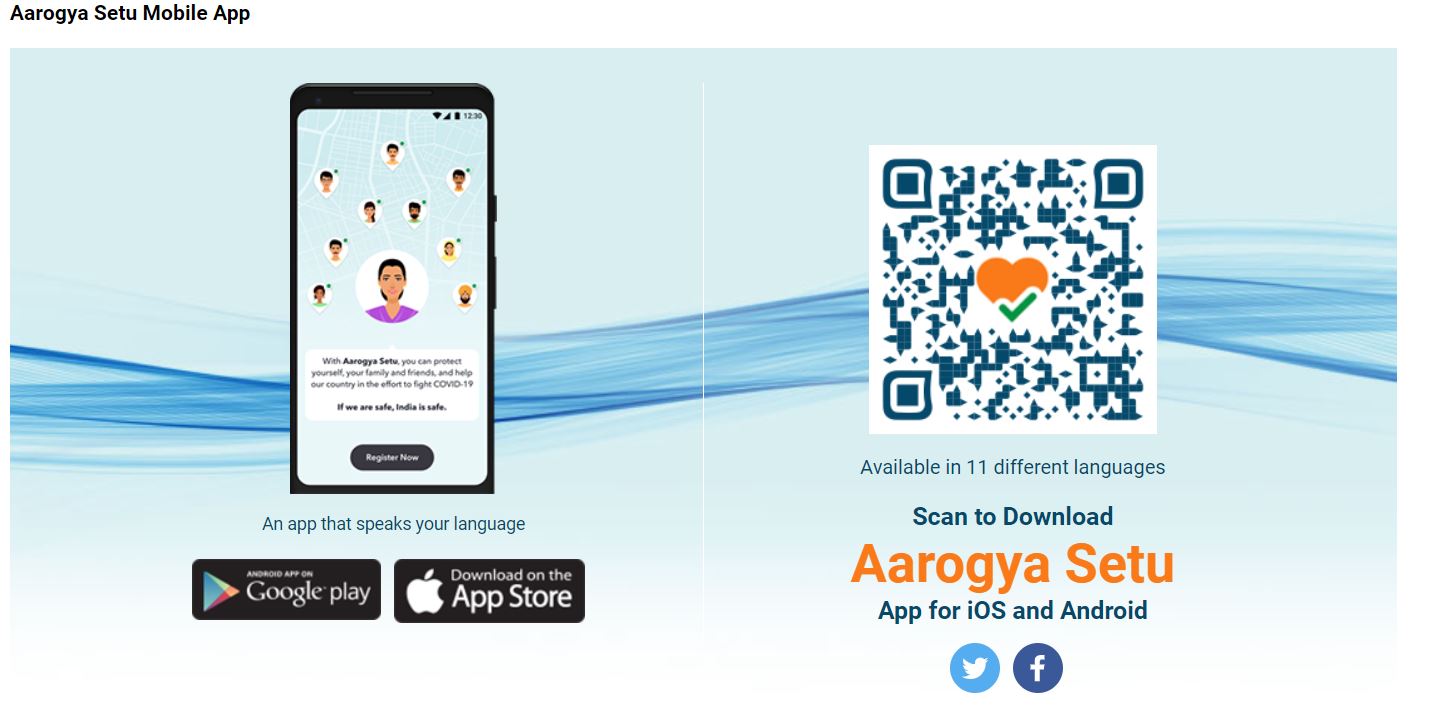 Aarogya Setu Mobile App
12:30
With Aarogya Setu, you can protect
yourself, your family and friends, and help
our country in the effort to fight COVID-19
If we are safe, India is safe.
Register Now
An app that speaks your language
ANDROID APP ON
Google play
Download on the
App Store
Available in 11 different languages
Scan to Download
Aarogya Setu
App for iOS and Android